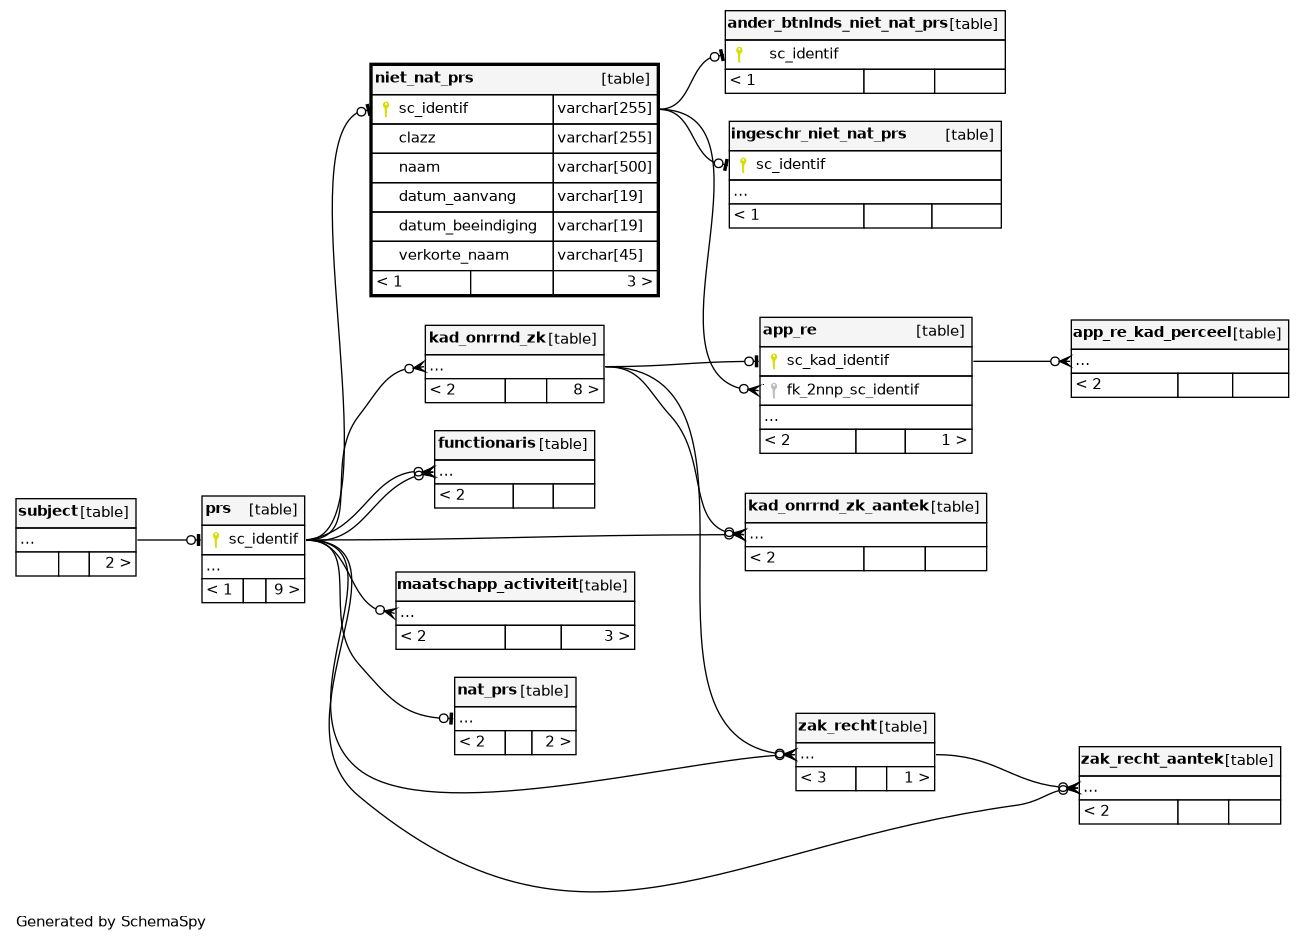 ander_btnlnds_niet_nat_prs [table]
sc_identif
< 1
niet_nat_prs [table]
sc_identif varchar[255]
clazz varchar[255]
naam varchar[500]
datum_aanvang varchar[19]
datum_beeindiging varchar[19]
verkorte_naam varchar[45]
< 1 3 >
ingeschr_niet_nat_prs [table]
sc_identif
...
< 1
kad_onrrnd_zk [table]
...
< 2 8 >
app_re [table]
sc_kad_identif
fk_2nnp_sc_identif
...
< 2 1 >
app_re_kad_perceel [table]
...
< 2
functionaris [table]
...
< 2
subject [table]
...
2 >
prs [table]
sc_identif
...
< 1 9 >
kad_onrrnd_zk_aantek [table]
...
< 2
maatschapp_activiteit [table]
...
< 2 3 >
nat_prs [table]
...
< 2 2 >
zak_recht [table]
...
< 3 1 >
zak_recht_aantek [table]
...
< 2
Generated by SchemaSpy